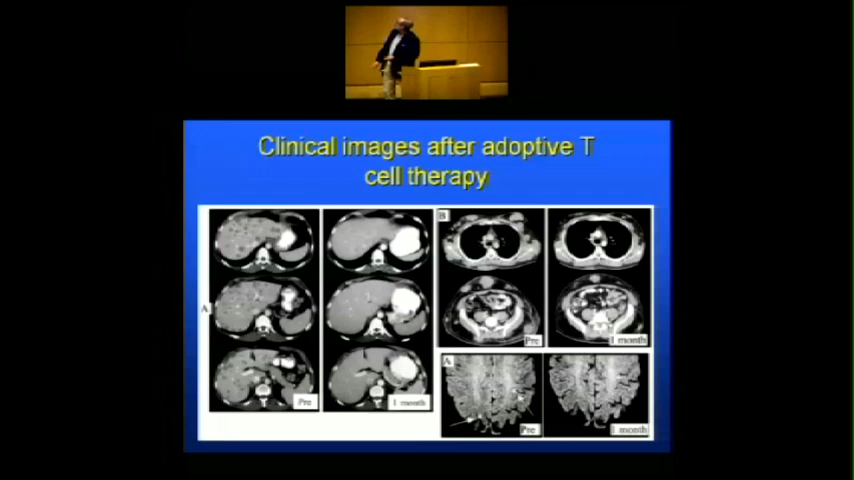 Clinical images after adoptive T
cell therapy
B
A
Pre
1 month
Pre
1 month
A
Pre
1 month